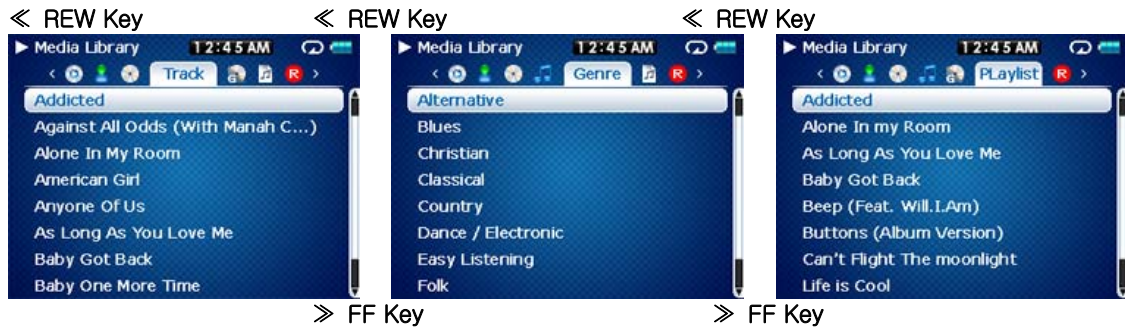 ≪ REW Key ≪ REW Key ≪ REW Key
Media Library 12:45 AM
Track R
Addicted
Against All Odds (With Manah C...)
Alone In My Room
American Girl
Anyone Of Us
As Long As You Love Me
Baby Got Back
Baby One More Time
Media Library 12:45 AM
Genre R
Alternative
Blues
Christian
Classical
Country
Dance / Electronic
Easy Listening
Folk
Media Library 12:45 AM
PLaylist R
Addicted
Alone In my Room
As Long As You Love Me
Baby Got Back
Beep (Feat. Will.I.Am)
Buttons (Album Version)
Can't Flight The moonlight
Life is Cool
≫ FF Key ≫ FF Key